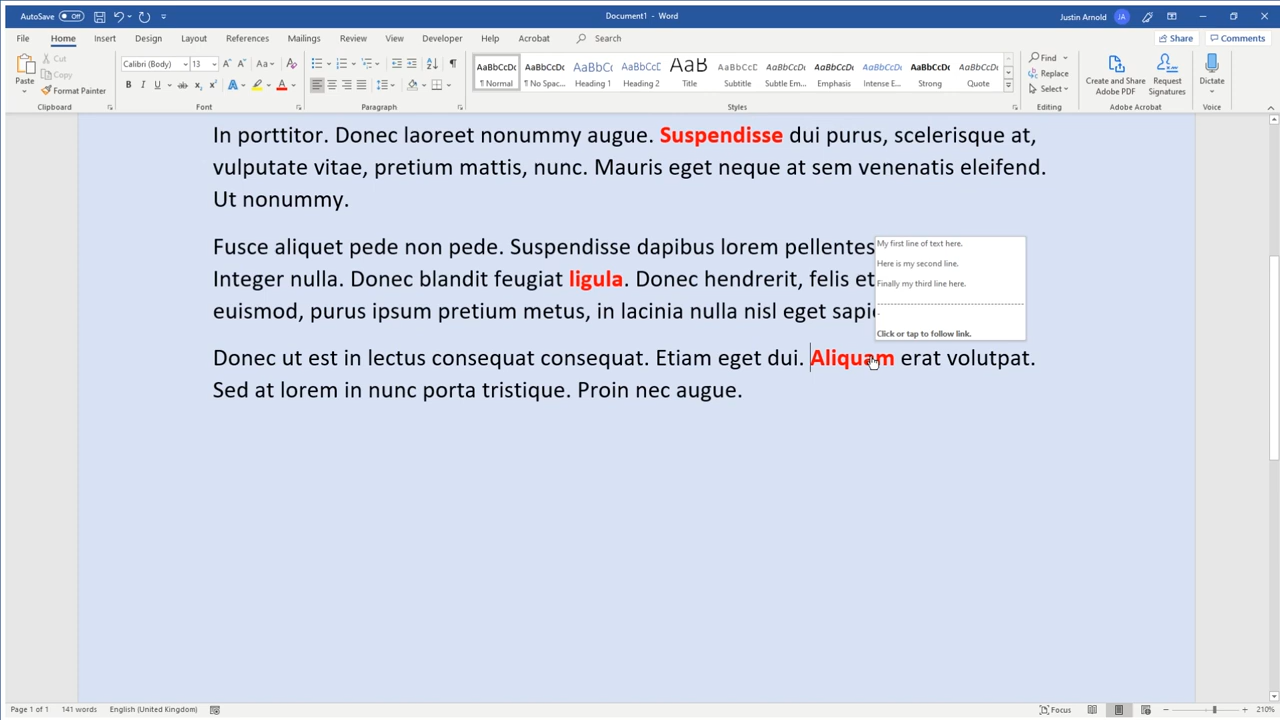 AutoSave Off
Document1 - Word
Justin Arnold JA
File Home Insert Design Layout References Mailings Review View Developer Help Acrobat Search
Share Comments
Paste
Cut
Copy
Format Painter
Clipboard
Calibri (Body) 13
Font
Paragraph
AaBbCcDc AaBbCcDc AaBbCc AaBbCcD AaB AaBbCcD AaBbCcDc AaBbCcDc AaBbCcDc AaBbCcDc AaBbCcDc
¶ Normal ¶ No Spac... Heading 1 Heading 2 Title Subtitle Subtle Em... Emphasis Intense E... Strong Quote
Styles
Find
Replace
Select
Editing
Create and Share
Adobe PDF
Request
Signatures
Adobe Acrobat
Dictate
Voice
In porttitor. Donec laoreet nonummy augue. Suspendisse dui purus, scelerisque at,
vulputate vitae, pretium mattis, nunc. Mauris eget neque at sem venenatis eleifend.
Ut nonummy.
Fusce aliquet pede non pede. Suspendisse dapibus lorem pellentes
Integer nulla. Donec blandit feugiat ligula. Donec hendrerit, felis et
euismod, purus ipsum pretium metus, in lacinia nulla nisl eget sapie
My first line of text here.
Here is my second line.
Finally my third line here.
Click or tap to follow link.
Donec ut est in lectus consequat consequat. Etiam eget dui. Aliquam erat volutpat.
Sed at lorem in nunc porta tristique. Proin nec augue.
Page 1 of 1 141 words English (United Kingdom)
Focus
210%